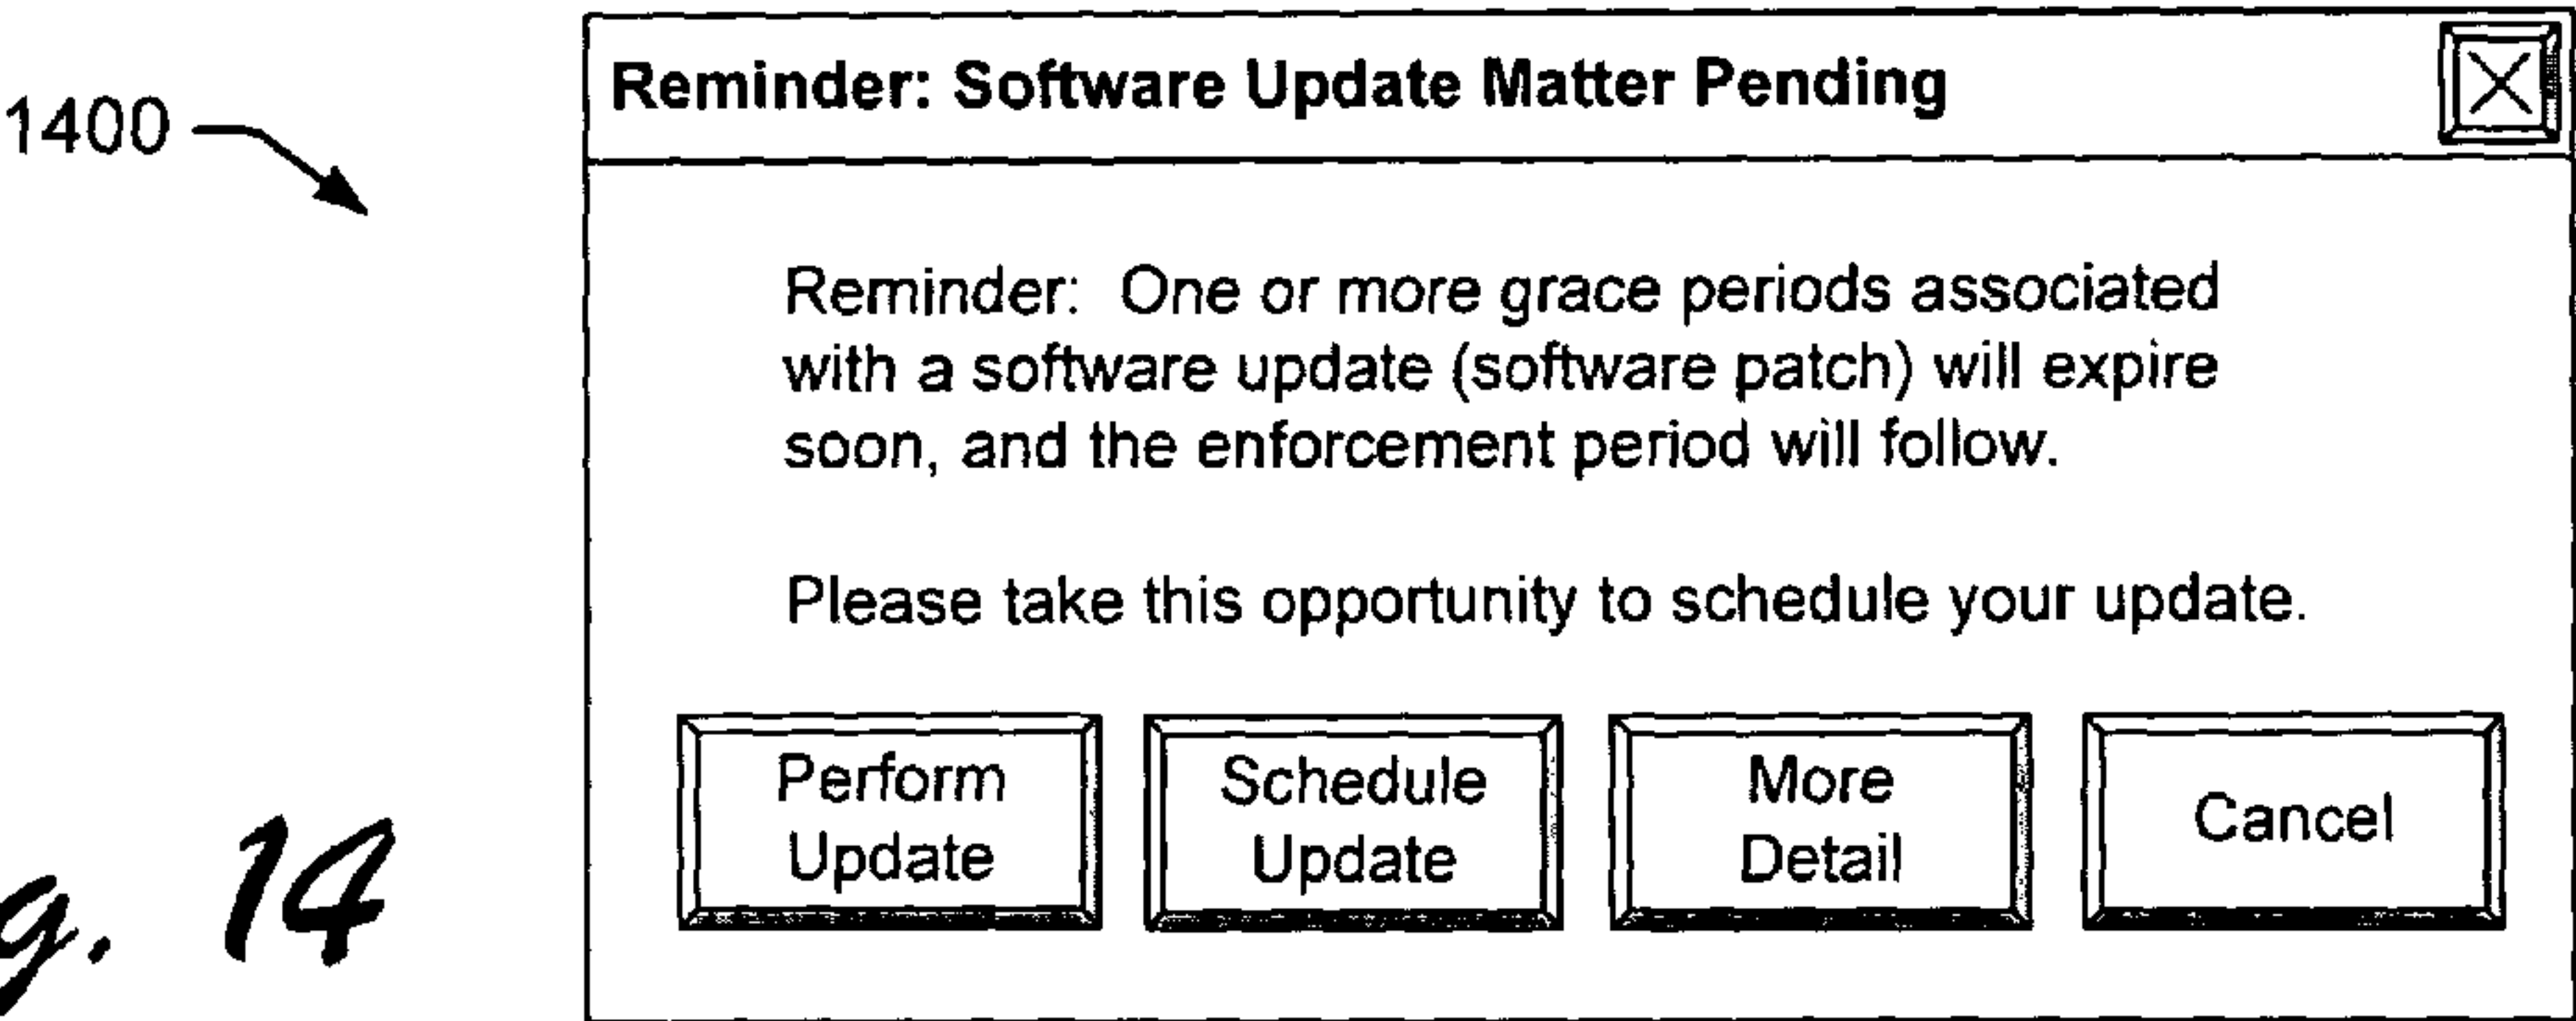 1400
Reminder: Software Update Matter Pending
Reminder: One or more grace periods associated
with a software update (software patch) will expire
soon, and the enforcement period will follow.
Please take this opportunity to schedule your update.
Perform
Update
Schedule
Update
More
Detail
Cancel
g. 14